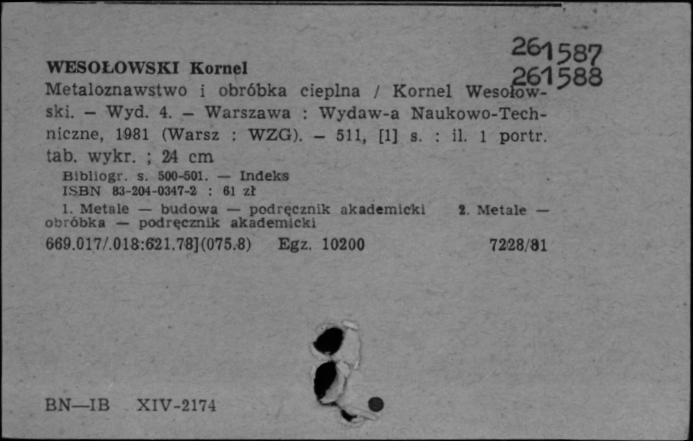 261587
WESOŁOWSKI Kornel
261588
Metaloznawstwo i obróbka cieplna / Kornel Wesołow-
ski. — Wyd. 4. — Warszawa : Wydaw-a Naukowo-Tech-
niczne, 1981 (Warsz : WZG). — 511, [1] s. : il. 1 portr.
tab. wykr. ; 24 cm
Bibliogr. s. 500-501. — Indeks
ISBN 83-204-0347-2 : 61 zł
1. Metale — budowa — podręcznik akademicki 2. Metale —
obróbka — podręcznik akademicki
669.017/.018:621.78](075.8) Egz. 10200 7228/81
BN—IB XIV-2174